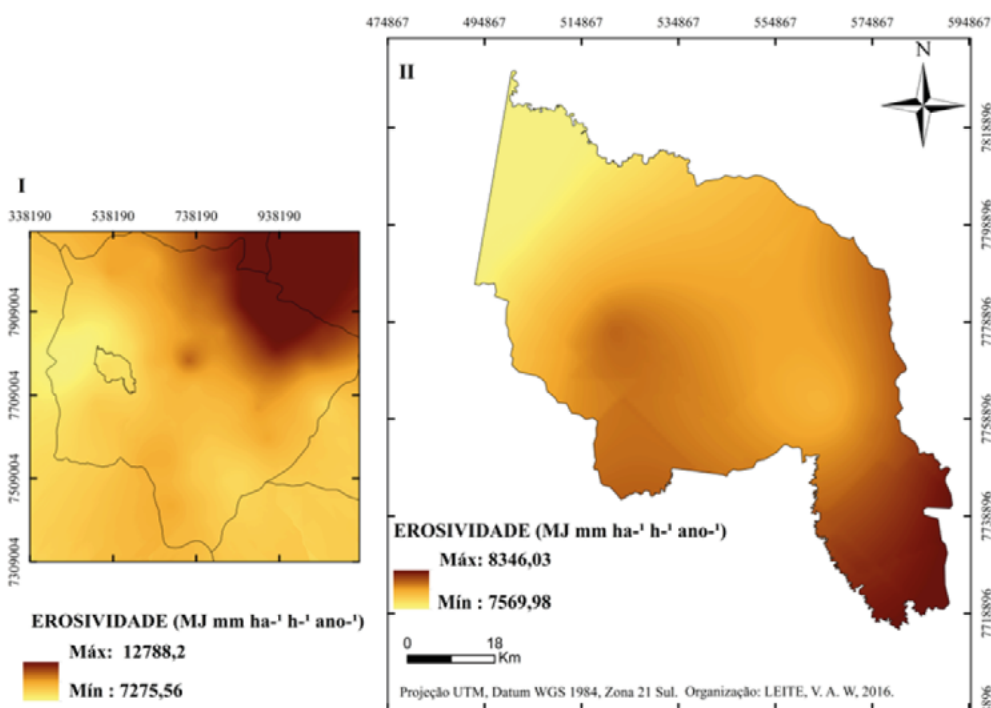 I
338190 538190 738190 938190
7909004
7709004
7509004
7309004
EROSIVIDADE (MJ mm ha-¹ h-¹ ano-¹)
Máx: 12788,2
Mín : 7275,56
474867 494867 514867 534867 554867 574867 594867
II
N
7818896
7798896
7778896
7758896
7738896
7718896
EROSIVIDADE (MJ mm ha-¹ h-¹ ano-¹)
Máx: 8346,03
Mín : 7569,98
0 18
Km
Projeção UTM, Datum WGS 1984, Zona 21 Sul. Organização: LEITE, V. A. W, 2016.